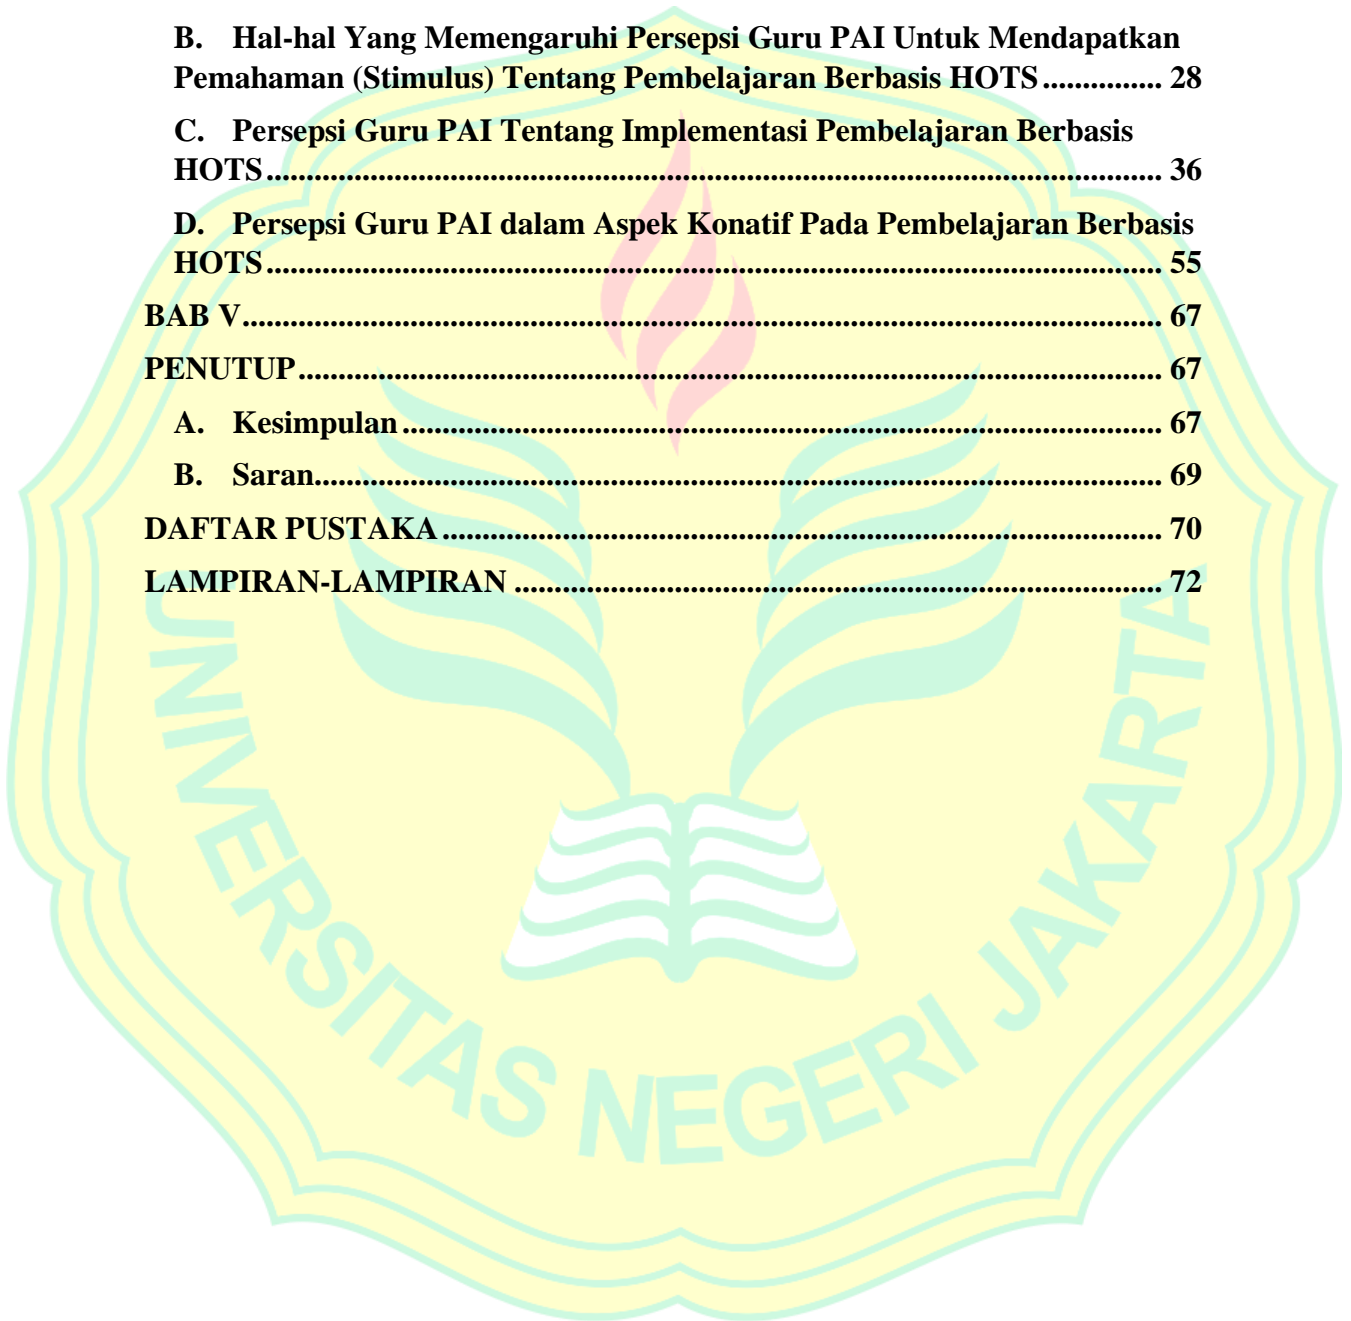 B. Hal-hal Yang Memengaruhi Persepsi Guru PAI Untuk Mendapatkan
Pemahaman (Stimulus) Tentang Pembelajaran Berbasis HOTS ............... 28
C. Persepsi Guru PAI Tentang Implementasi Pembelajaran Berbasis
HOTS ................................................................................................................ 36
D. Persepsi Guru PAI dalam Aspek Konatif Pada Pembelajaran Berbasis
HOTS ................................................................................................................ 55
BAB V ................................................................................................................... 67
PENUTUP ............................................................................................................ 67
A. Kesimpulan ............................................................................................... 67
B. Saran.......................................................................................................... 69
DAFTAR PUSTAKA .......................................................................................... 70
LAMPIRAN-LAMPIRAN ................................................................................. 72
UNIVERSITAS NEGERI JAKARTA